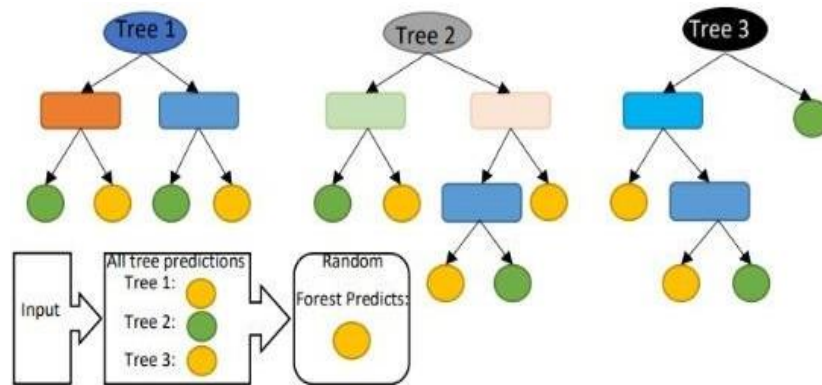 Tree 1
Tree 2
Tree 3
Input
All tree predictions
Tree 1:
Tree 2:
Tree 3:
Random
Forest Predicts: